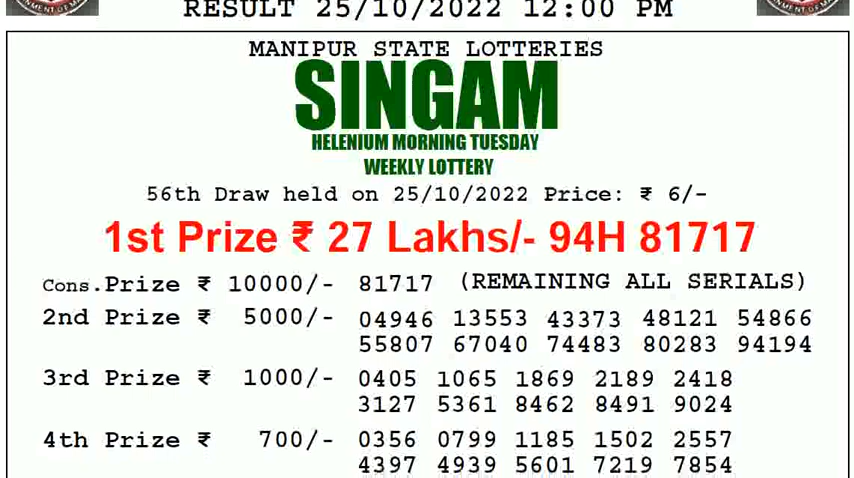 RESULT 25/10/2022 12:00 PM
MANIPUR STATE LOTTERIES
SINGAM
HELENIUM MORNING TUESDAY
WEEKLY LOTTERY
56th Draw held on 25/10/2022 Price: ₹ 6/-
1st Prize ₹ 27 Lakhs/- 94H 81717
Cons.Prize ₹ 10000/- 81717 (REMAINING ALL SERIALS)
2nd Prize ₹ 5000/- 04946 13553 43373 48121 54866
55807 67040 74483 80283 94194
3rd Prize ₹ 1000/- 0405 1065 1869 2189 2418
3127 5361 8462 8491 9024
4th Prize ₹ 700/- 0356 0799 1185 1502 2557
4397 4939 5601 7219 7854